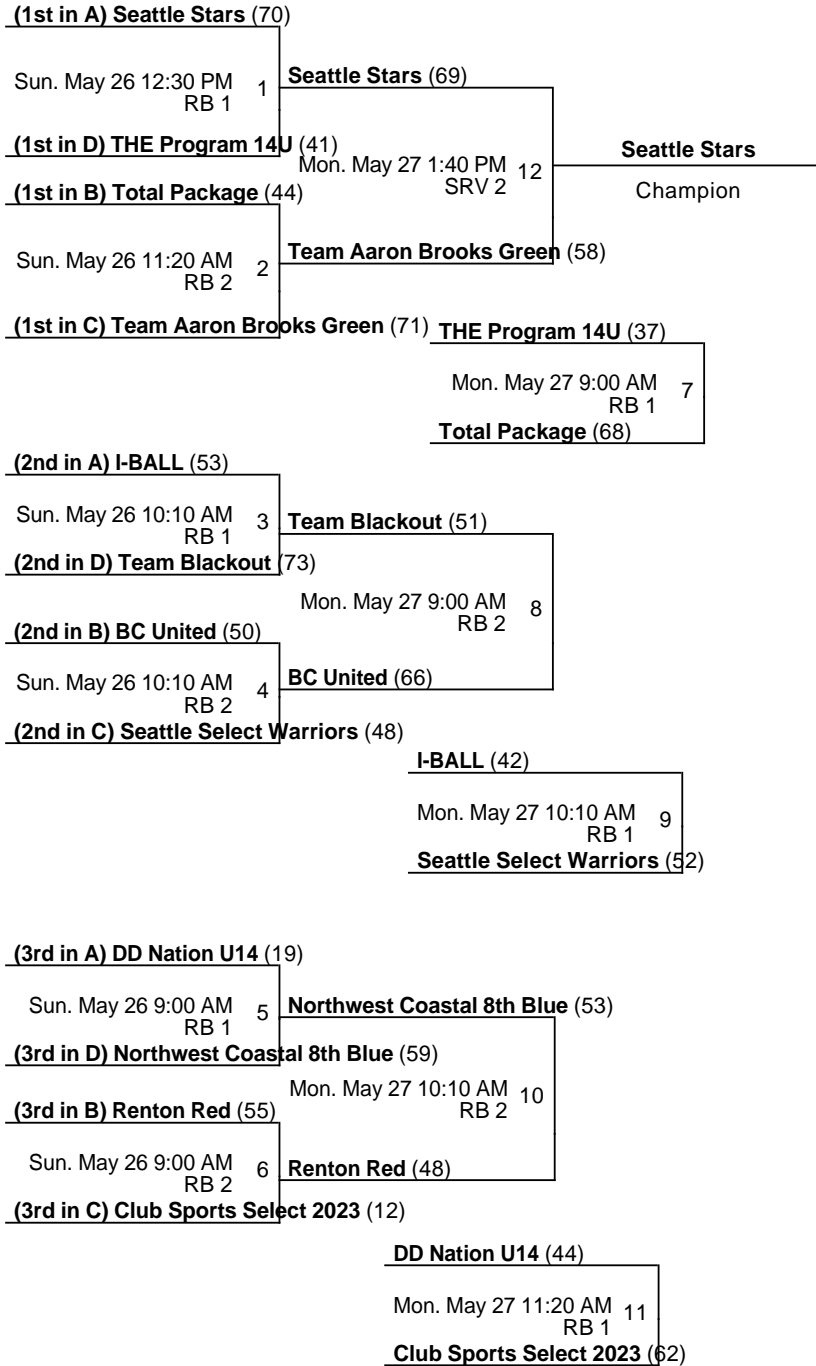 (1st in A) Seattle Stars (70)
Sun. May 26 12:30 PM 1
RB 1
Seattle Stars (69)
(1st in D) THE Program 14U (41)
Mon. May 27 1:40 PM 12
SRV 2
Seattle Stars
Champion
(1st in B) Total Package (44)
Sun. May 26 11:20 AM 2
RB 2
Team Aaron Brooks Green (58)
(1st in C) Team Aaron Brooks Green (71)
THE Program 14U (37)
Mon. May 27 9:00 AM 7
RB 1
Total Package (68)
(2nd in A) I-BALL (53)
Sun. May 26 10:10 AM 3
RB 1
Team Blackout (51)
(2nd in D) Team Blackout (73)
Mon. May 27 9:00 AM 8
RB 2
(2nd in B) BC United (50)
Sun. May 26 10:10 AM 4
RB 2
BC United (66)
(2nd in C) Seattle Select Warriors (48)
I-BALL (42)
Mon. May 27 10:10 AM 9
RB 1
Seattle Select Warriors (52)
(3rd in A) DD Nation U14 (19)
Sun. May 26 9:00 AM 5
RB 1
Northwest Coastal 8th Blue (53)
(3rd in D) Northwest Coastal 8th Blue (59)
Mon. May 27 10:10 AM 10
RB 2
(3rd in B) Renton Red (55)
Sun. May 26 9:00 AM 6
RB 2
Renton Red (48)
(3rd in C) Club Sports Select 2023 (12)
DD Nation U14 (44)
Mon. May 27 11:20 AM 11
RB 1
Club Sports Select 2023 (62)